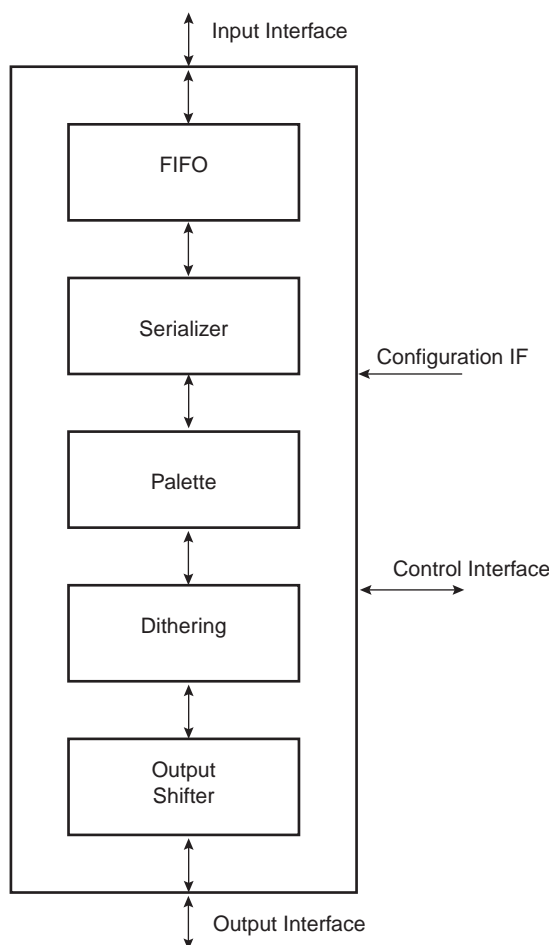 Input Interface
FIFO
Serializer
Configuration IF
Palette
Control Interface
Dithering
Output
Shifter
Output Interface